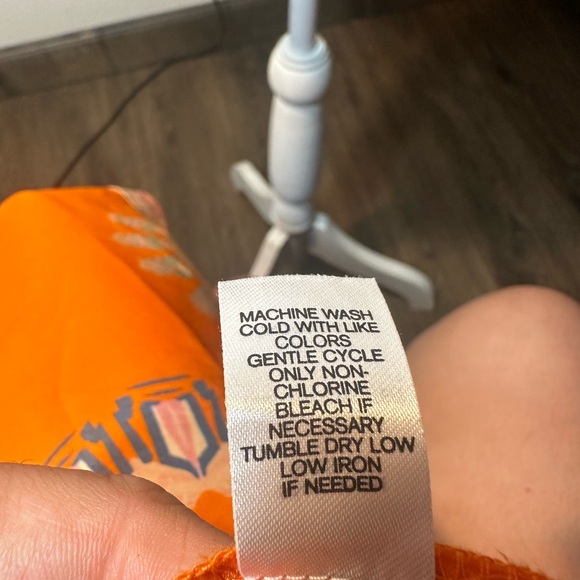 MACHINE WASH
COLD WITH LIKE
COLORS
GENTLE CYCLE
ONLY NON-
CHLORINE
BLEACH IF
NECESSARY
TUMBLE DRY LOW
LOW IRON
IF NEEDED